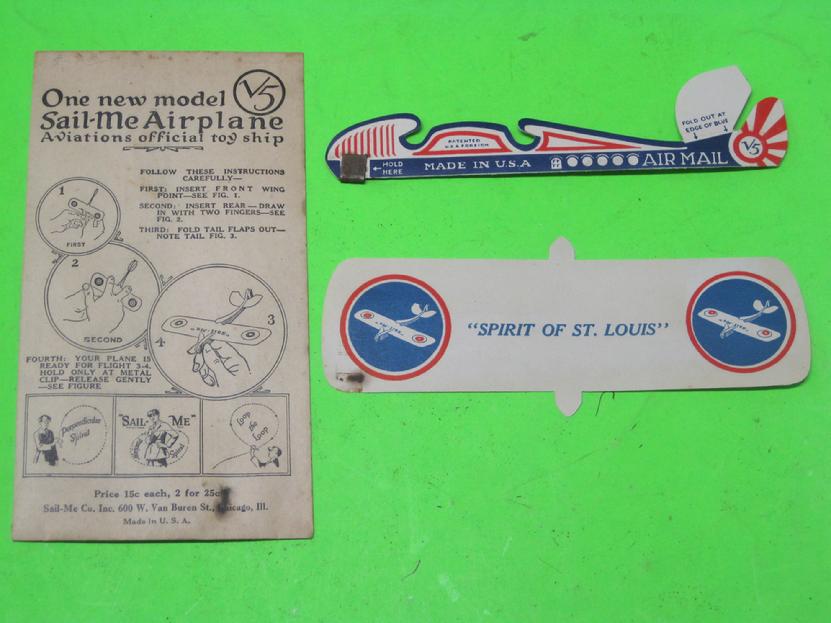 One new model V5
Sail-Me Airplane
Aviations official toy ship
FOLLOW THESE INSTRUCTIONS
CAREFULLY—
FIRST: INSERT FRONT WING
POINT—SEE FIG. 1.
SECOND: INSERT REAR—DRAW
IN WITH TWO FINGERS—SEE
FIG. 2.
THIRD: FOLD TAIL FLAPS OUT—
NOTE TAIL FIG. 3.
1
FIRST
2
SECOND
3
4
FOURTH: YOUR PLANE IS
READY FOR FLIGHT 3-4.
HOLD ONLY AT METAL
CLIP—RELEASE GENTLY
—SEE FIGURE
Perpendicular
Spiral
"SAIL-ME"
Horizontal
Spiral
Loop
the
Loop
Price 15c each, 2 for 25c
Sail-Me Co. Inc. 600 W. Van Buren St., Chicago, Ill.
Made in U. S. A.
FOLD OUT AT
EDGE OF BLUE
PATENTED
U.S & FOREIGN
HOLD
HERE
MADE IN U.S.A
AIR MAIL
V5
"SPIRIT OF ST. LOUIS"